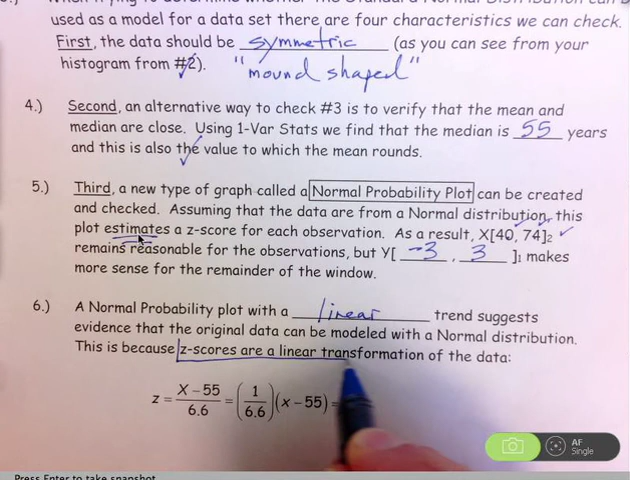 used as a model for a data set there are four characteristics we can check.
First, the data should be symmetric (as you can see from your
histogram from #2). "mound shaped"
4.) Second, an alternative way to check #3 is to verify that the mean and
median are close. Using 1-Var Stats we find that the median is 55 years
and this is also the value to which the mean rounds.
5.) Third, a new type of graph called a Normal Probability Plot can be created
and checked. Assuming that the data are from a Normal distribution, this
plot estimates a z-score for each observation. As a result, X[40, 74]₂
remains reasonable for the observations, but Y[ -3 , 3 ]₁ makes
more sense for the remainder of the window.
6.) A Normal Probability plot with a linear trend suggests
evidence that the original data can be modeled with a Normal distribution.
This is because z-scores are a linear transformation of the data:
z = (X - 55)/6.6 = (1/6.6)(x - 55) =
AF
Single
Press Enter to take snapshot